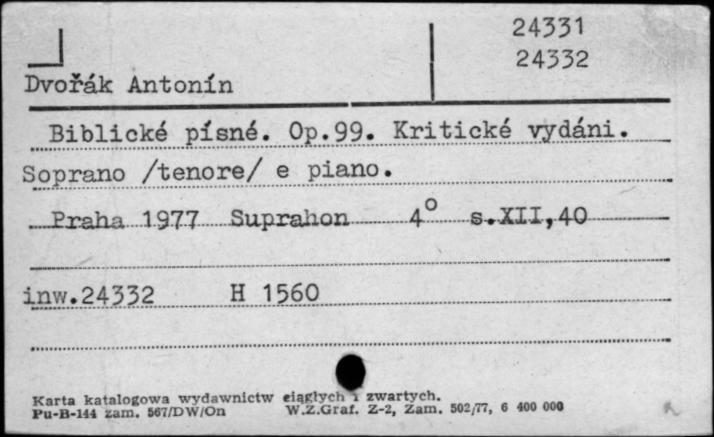 24331
24332
Dvořák Antonín
Biblické písné. Op.99. Kritické vydáni.
Soprano /tenore/ e piano.
Praha 1977 Suprahon 4° s.XII,40
inw.24332 H 1560
Karta katalogowa wydawnictw ciągłych i zwartych.
Pu-B-144 zam. 567/DW/On W.Z.Graf. Z-2, Zam. 502/77, 6 400 000